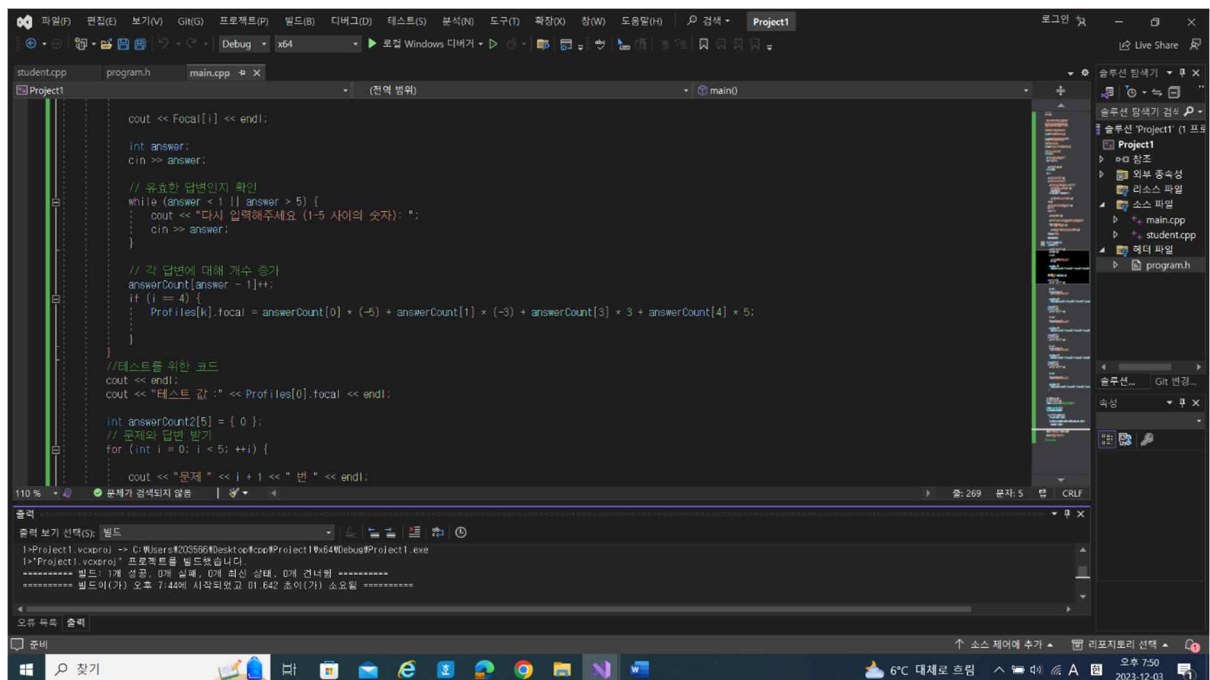 파일(F) 편집(E) 보기(V) Git(G) 프로젝트(P) 빌드(B) 디버그(D) 테스트(S) 분석(N) 도구(T) 확장(X) 창(W) 도움말(H) 검색 Project1 로그인
Debug x64 로컬 Windows 디버거 Live Share
student.cpp program.h main.cpp
Project1 (전역 범위) main()
cout << Focal[i] << endl;
int answer;
cin >> answer;
// 유효한 답변인지 확인
while (answer < 1 || answer > 5) {
cout << "다시 입력해주세요 (1-5 사이의 숫자): ";
cin >> answer;
}
// 각 답변에 대해 개수 증가
answerCount[answer - 1]++;
if (i == 4) {
Profiles[k].focal = answerCount[0] * (-5) + answerCount[1] * (-3) + answerCount[3] * 3 + answerCount[4] * 5;
}
}
//테스트를 위한 코드
cout << endl;
cout << "테스트 값 :" << Profiles[0].focal << endl;
int answerCount2[5] = { 0 };
// 문제와 답변 받기
for (int i = 0; i < 5; ++i) {
cout << "문제 " << i + 1 << " 번 " << endl;
110 % 문제가 검색되지 않음 줄: 269 문자: 5 탭 CRLF
솔루션 탐색기
솔루션 탐색기 검색
솔루션 'Project1' (1 프로
Project1
참조
외부 종속성
리소스 파일
소스 파일
main.cpp
student.cpp
헤더 파일
program.h
솔루션... Git 변경...
속성
출력
출력 보기 선택(S): 빌드
1>Project1.vcxproj -> C:\Users\203566\Desktop\cpp\Project1\x64\Debug\Project1.exe
1>"Project1.vcxproj" 프로젝트를 빌드했습니다.
========== 빌드: 1개 성공, 0개 실패, 0개 최신 상태, 0개 건너뜀 ==========
========== 빌드이(가) 오후 7:44에 시작되었고 01.642 초이(가) 소요됨 ==========
오류 목록 출력
준비 소스 제어에 추가 리포지토리 선택
찾기 6°C 대체로 흐림 A 오후 7:50
2023-12-03